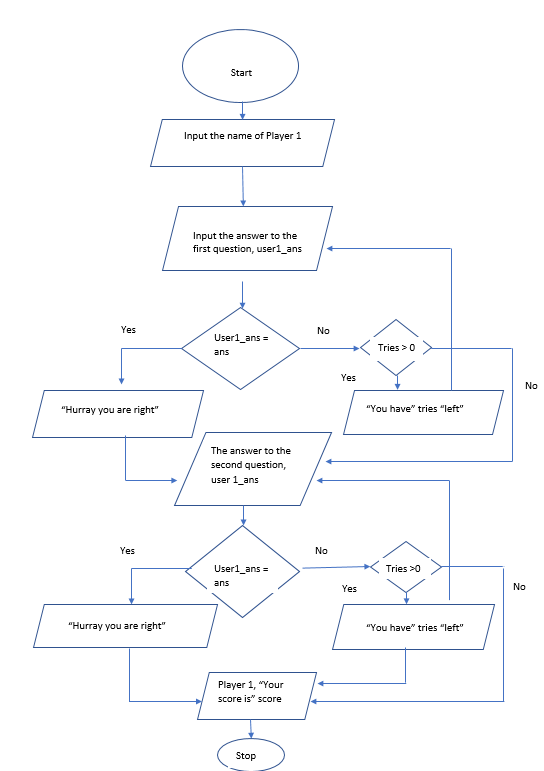 Start
Input the name of Player 1
Input the answer to the
first question, user1_ans
Yes
User1_ans =
ans
No
Tries > 0
Yes
No
"Hurray you are right"
"You have" tries "left"
The answer to the
second question,
user 1_ans
Yes
User1_ans =
ans
No
Tries >0
Yes
No
"Hurray you are right"
"You have" tries "left"
Player 1, "Your
score is" score
Stop